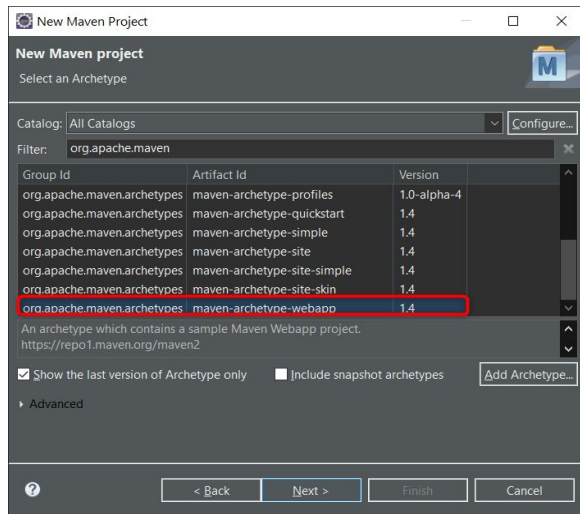 New Maven Project
New Maven project
Select an Archetype
M
Catalog: All Catalogs Configure...
Filter: org.apache.maven
Group Id Artifact Id Version
org.apache.maven.archetypes maven-archetype-profiles 1.0-alpha-4
org.apache.maven.archetypes maven-archetype-quickstart 1.4
org.apache.maven.archetypes maven-archetype-simple 1.4
org.apache.maven.archetypes maven-archetype-site 1.4
org.apache.maven.archetypes maven-archetype-site-simple 1.4
org.apache.maven.archetypes maven-archetype-site-skin 1.4
org.apache.maven.archetypes maven-archetype-webapp 1.4
An archetype which contains a sample Maven Webapp project.
https://repo1.maven.org/maven2
Show the last version of Archetype only Include snapshot archetypes Add Archetype...
Advanced
? < Back Next > Finish Cancel